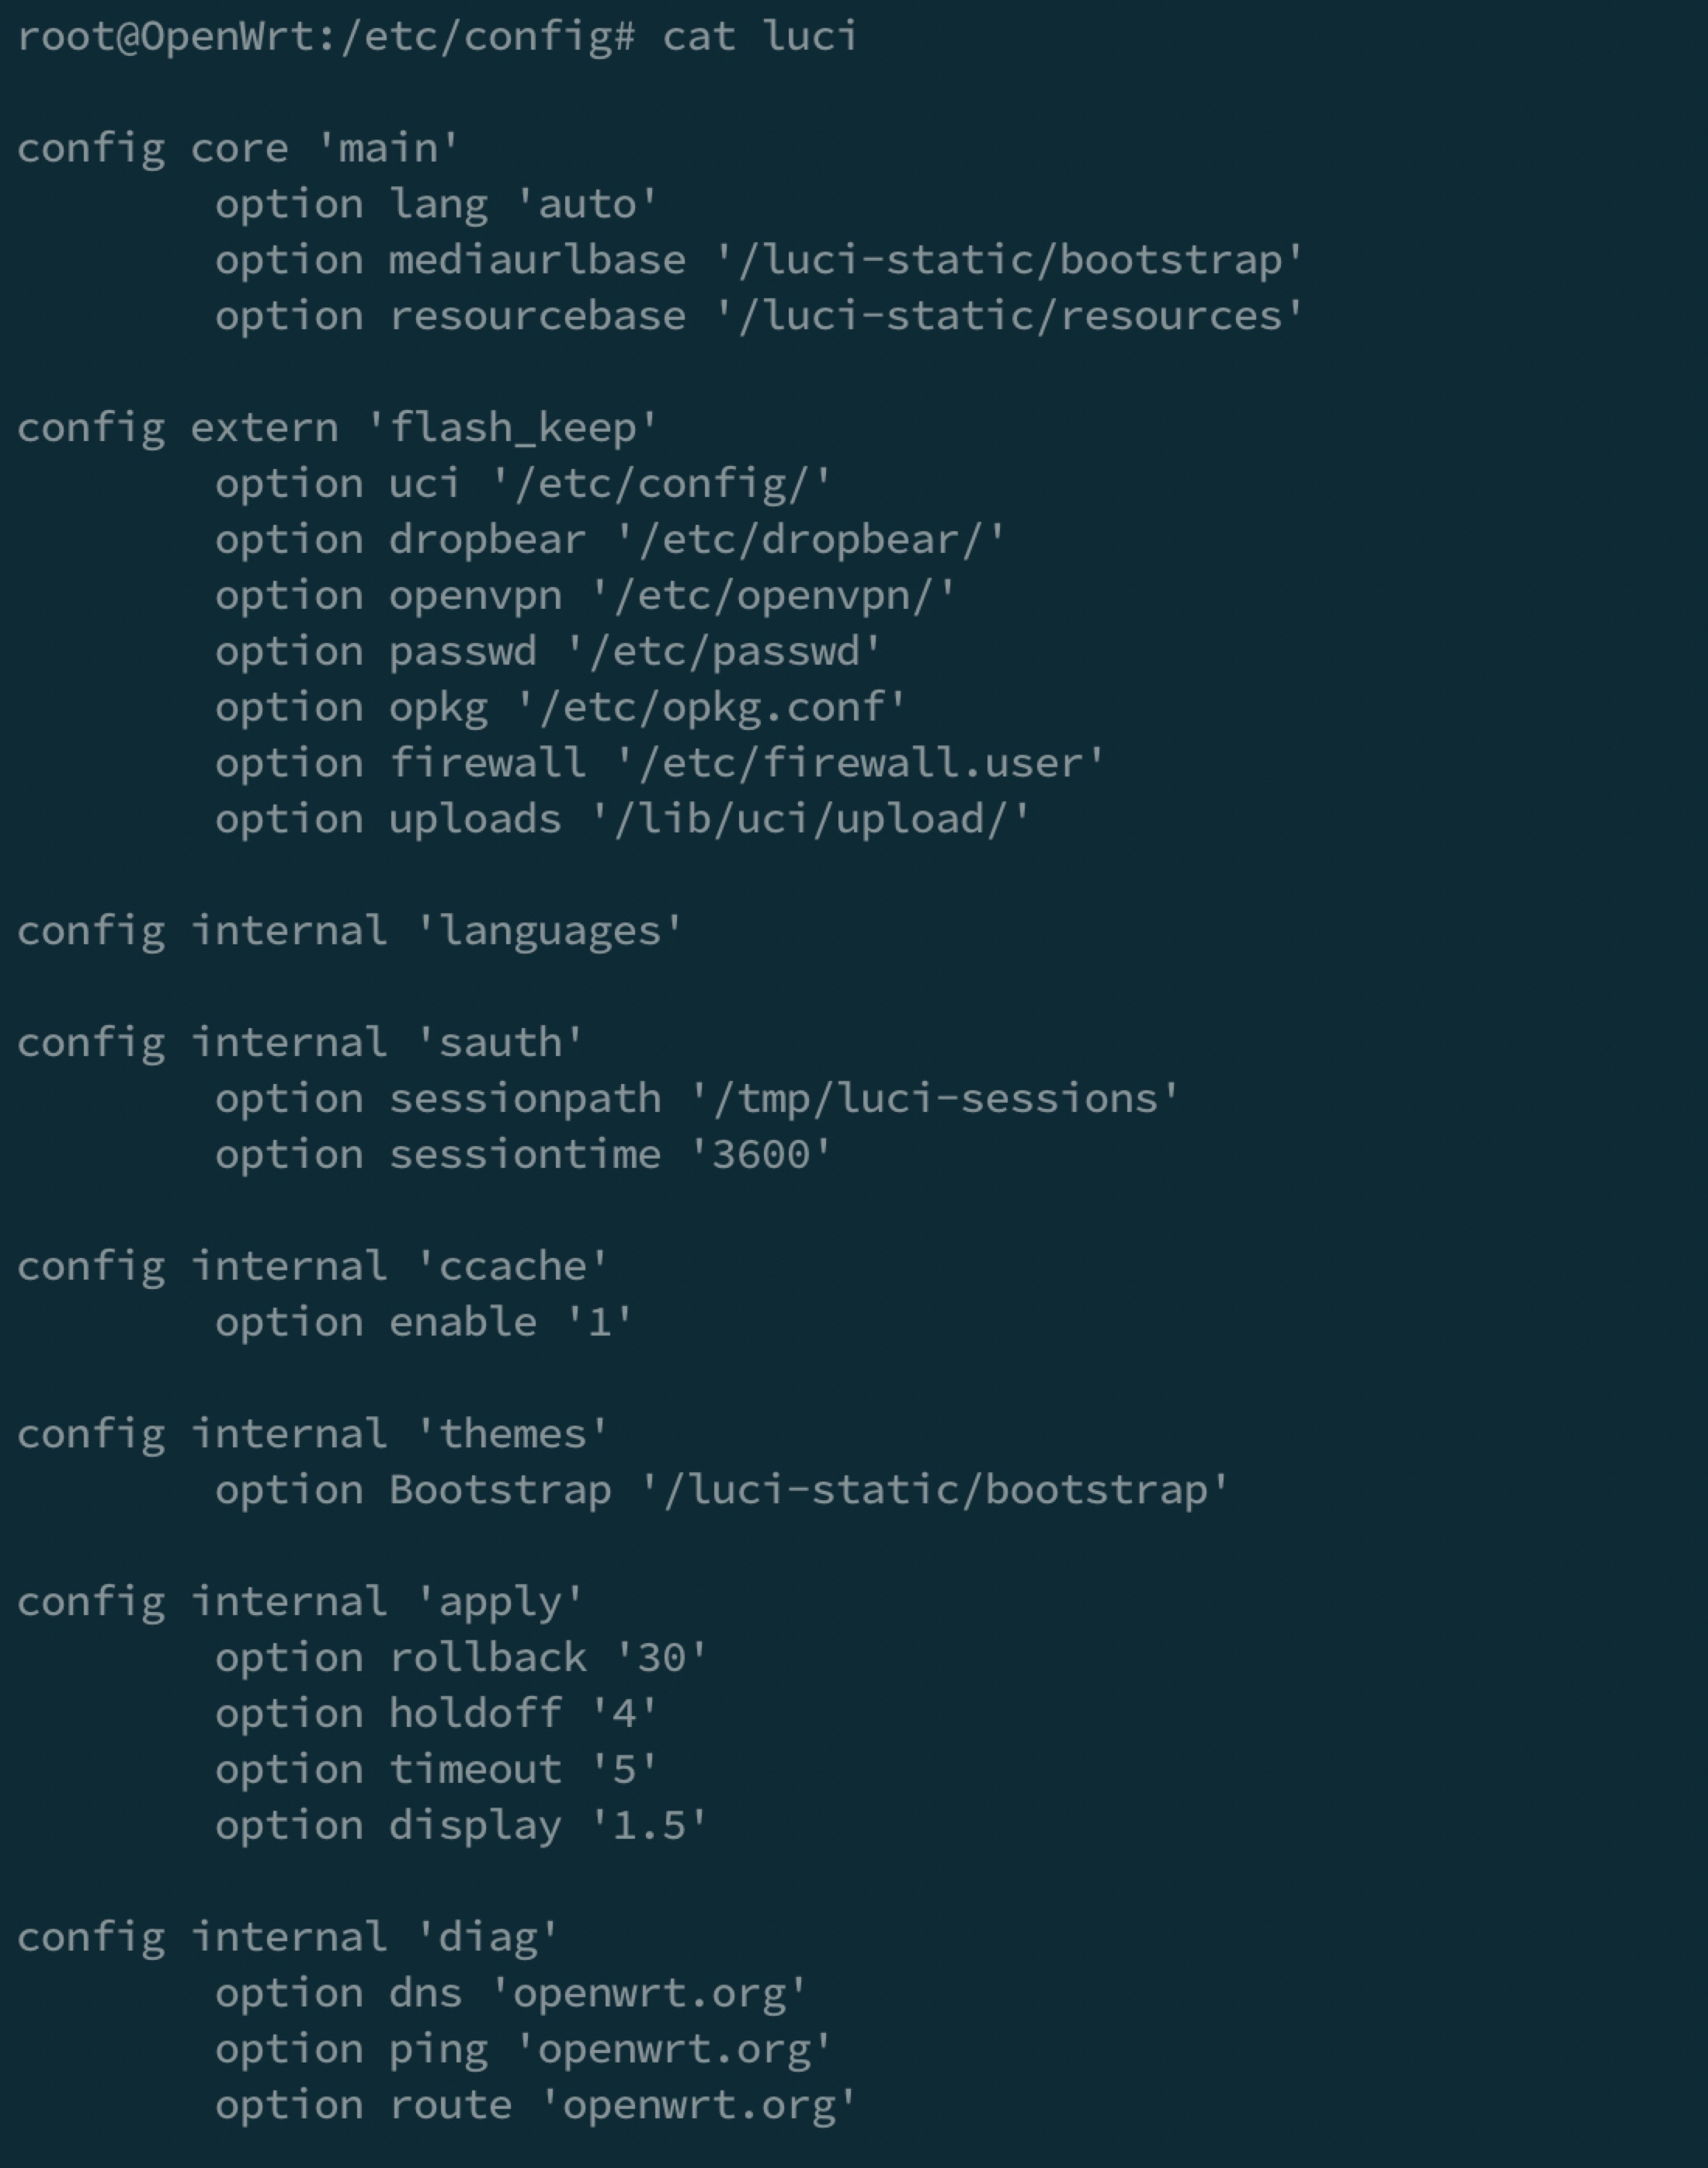 root@OpenWrt:/etc/config# cat luci

config core 'main'
        option lang 'auto'
        option mediaurlbase '/luci-static/bootstrap'
        option resourcebase '/luci-static/resources'

config extern 'flash_keep'
        option uci '/etc/config/'
        option dropbear '/etc/dropbear/'
        option openvpn '/etc/openvpn/'
        option passwd '/etc/passwd'
        option opkg '/etc/opkg.conf'
        option firewall '/etc/firewall.user'
        option uploads '/lib/uci/upload/'

config internal 'languages'

config internal 'sauth'
        option sessionpath '/tmp/luci-sessions'
        option sessiontime '3600'

config internal 'ccache'
        option enable '1'

config internal 'themes'
        option Bootstrap '/luci-static/bootstrap'

config internal 'apply'
        option rollback '30'
        option holdoff '4'
        option timeout '5'
        option display '1.5'

config internal 'diag'
        option dns 'openwrt.org'
        option ping 'openwrt.org'
        option route 'openwrt.org'